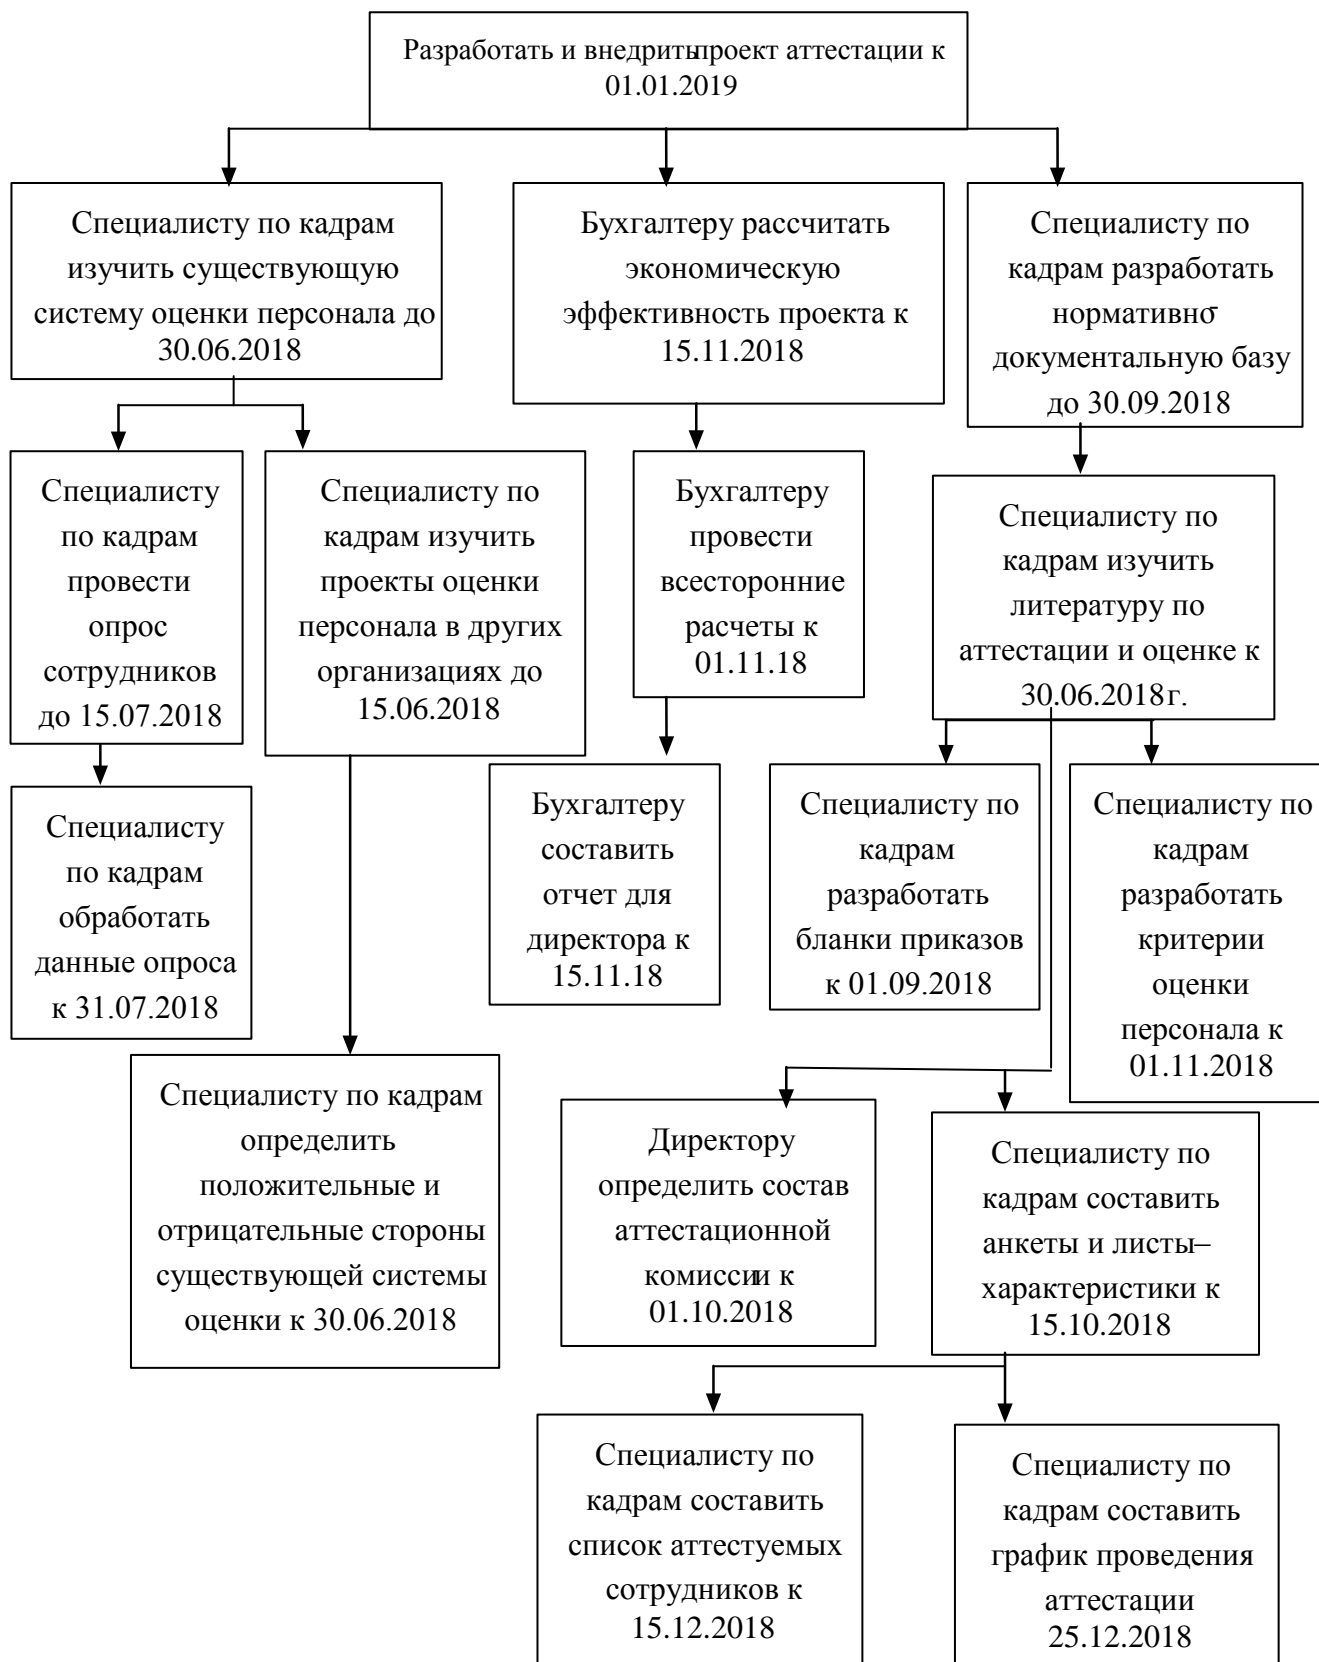 Разработать и внедрить проект аттестации к
01.01.2019
Специалисту по кадрам
изучить существующую
систему оценки персонала до
30.06.2018
Бухгалтеру рассчитать
экономическую
эффективность проекта к
15.11.2018
Специалисту по
кадрам разработать
нормативно-
документальную базу
до 30.09.2018
Специалисту
по кадрам
провести
опрос
сотрудников
до 15.07.2018
Специалисту по
кадрам изучить
проекты оценки
персонала в других
организациях до
15.06.2018
Бухгалтеру
провести
всесторонние
расчеты к
01.11.18
Специалисту по
кадрам изучить
литературу по
аттестации и оценке к
30.06.2018г.
Специалисту
по кадрам
обработать
данные опроса
к 31.07.2018
Бухгалтеру
составить
отчет для
директора к
15.11.18
Специалисту по
кадрам
разработать
бланки приказов
к 01.09.2018
Специалисту по
кадрам
разработать
критерии
оценки
персонала к
01.11.2018
Специалисту по кадрам
определить
положительные и
отрицательные стороны
существующей системы
оценки к 30.06.2018
Директору
определить состав
аттестационной
комиссии к
01.10.2018
Специалисту по
кадрам составить
анкеты и листы–
характеристики к
15.10.2018
Специалисту по
кадрам составить
список аттестуемых
сотрудников к
15.12.2018
Специалисту по
кадрам составить
график проведения
аттестации
25.12.2018